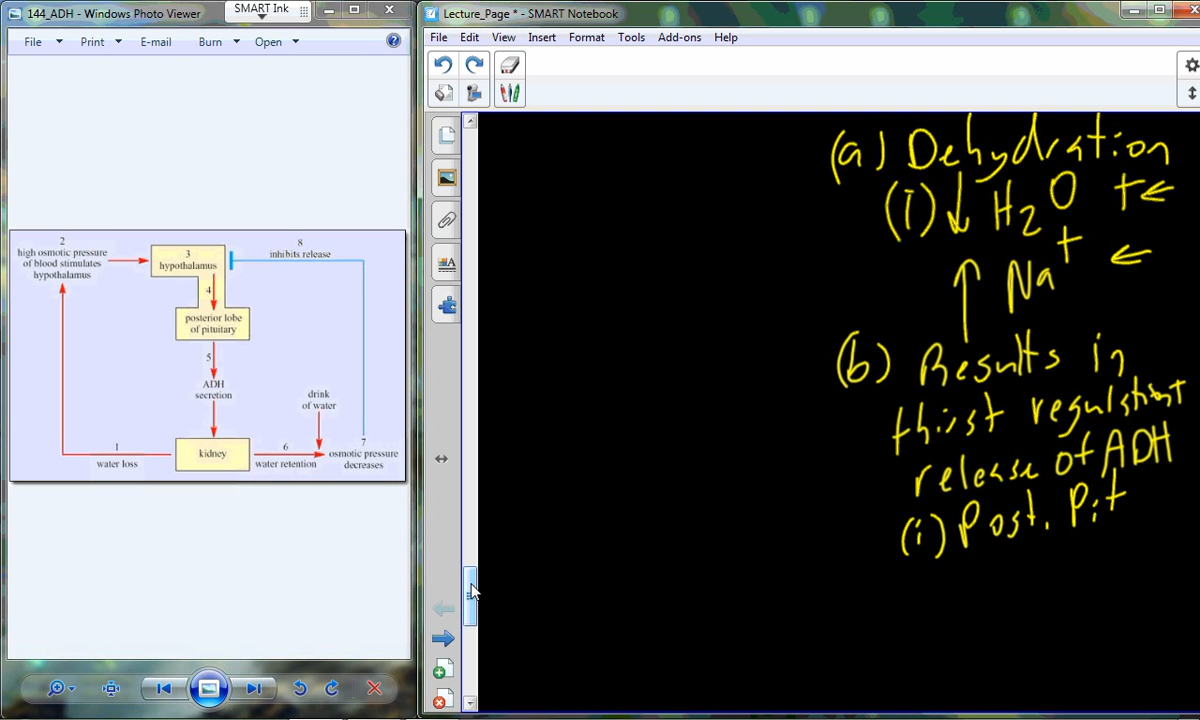 144_ADH - Windows Photo Viewer
SMART Ink
File Print E-mail Burn Open
2
high osmotic pressure
of blood stimulates
hypothalamus
3
hypothalamus
8
inhibits release
4
posterior lobe
of pituitary
5
ADH
secretion
drink
of water
1
water loss
kidney
6
water retention
7
osmotic pressure
decreases
Lecture_Page * - SMART Notebook
File Edit View Insert Format Tools Add-ons Help
(a) Dehydration
(i) ↓ H2O + ←
↑ Na+ ←
(b) Results in
thirst regulation +
release of ADH
(i) Post. Pit